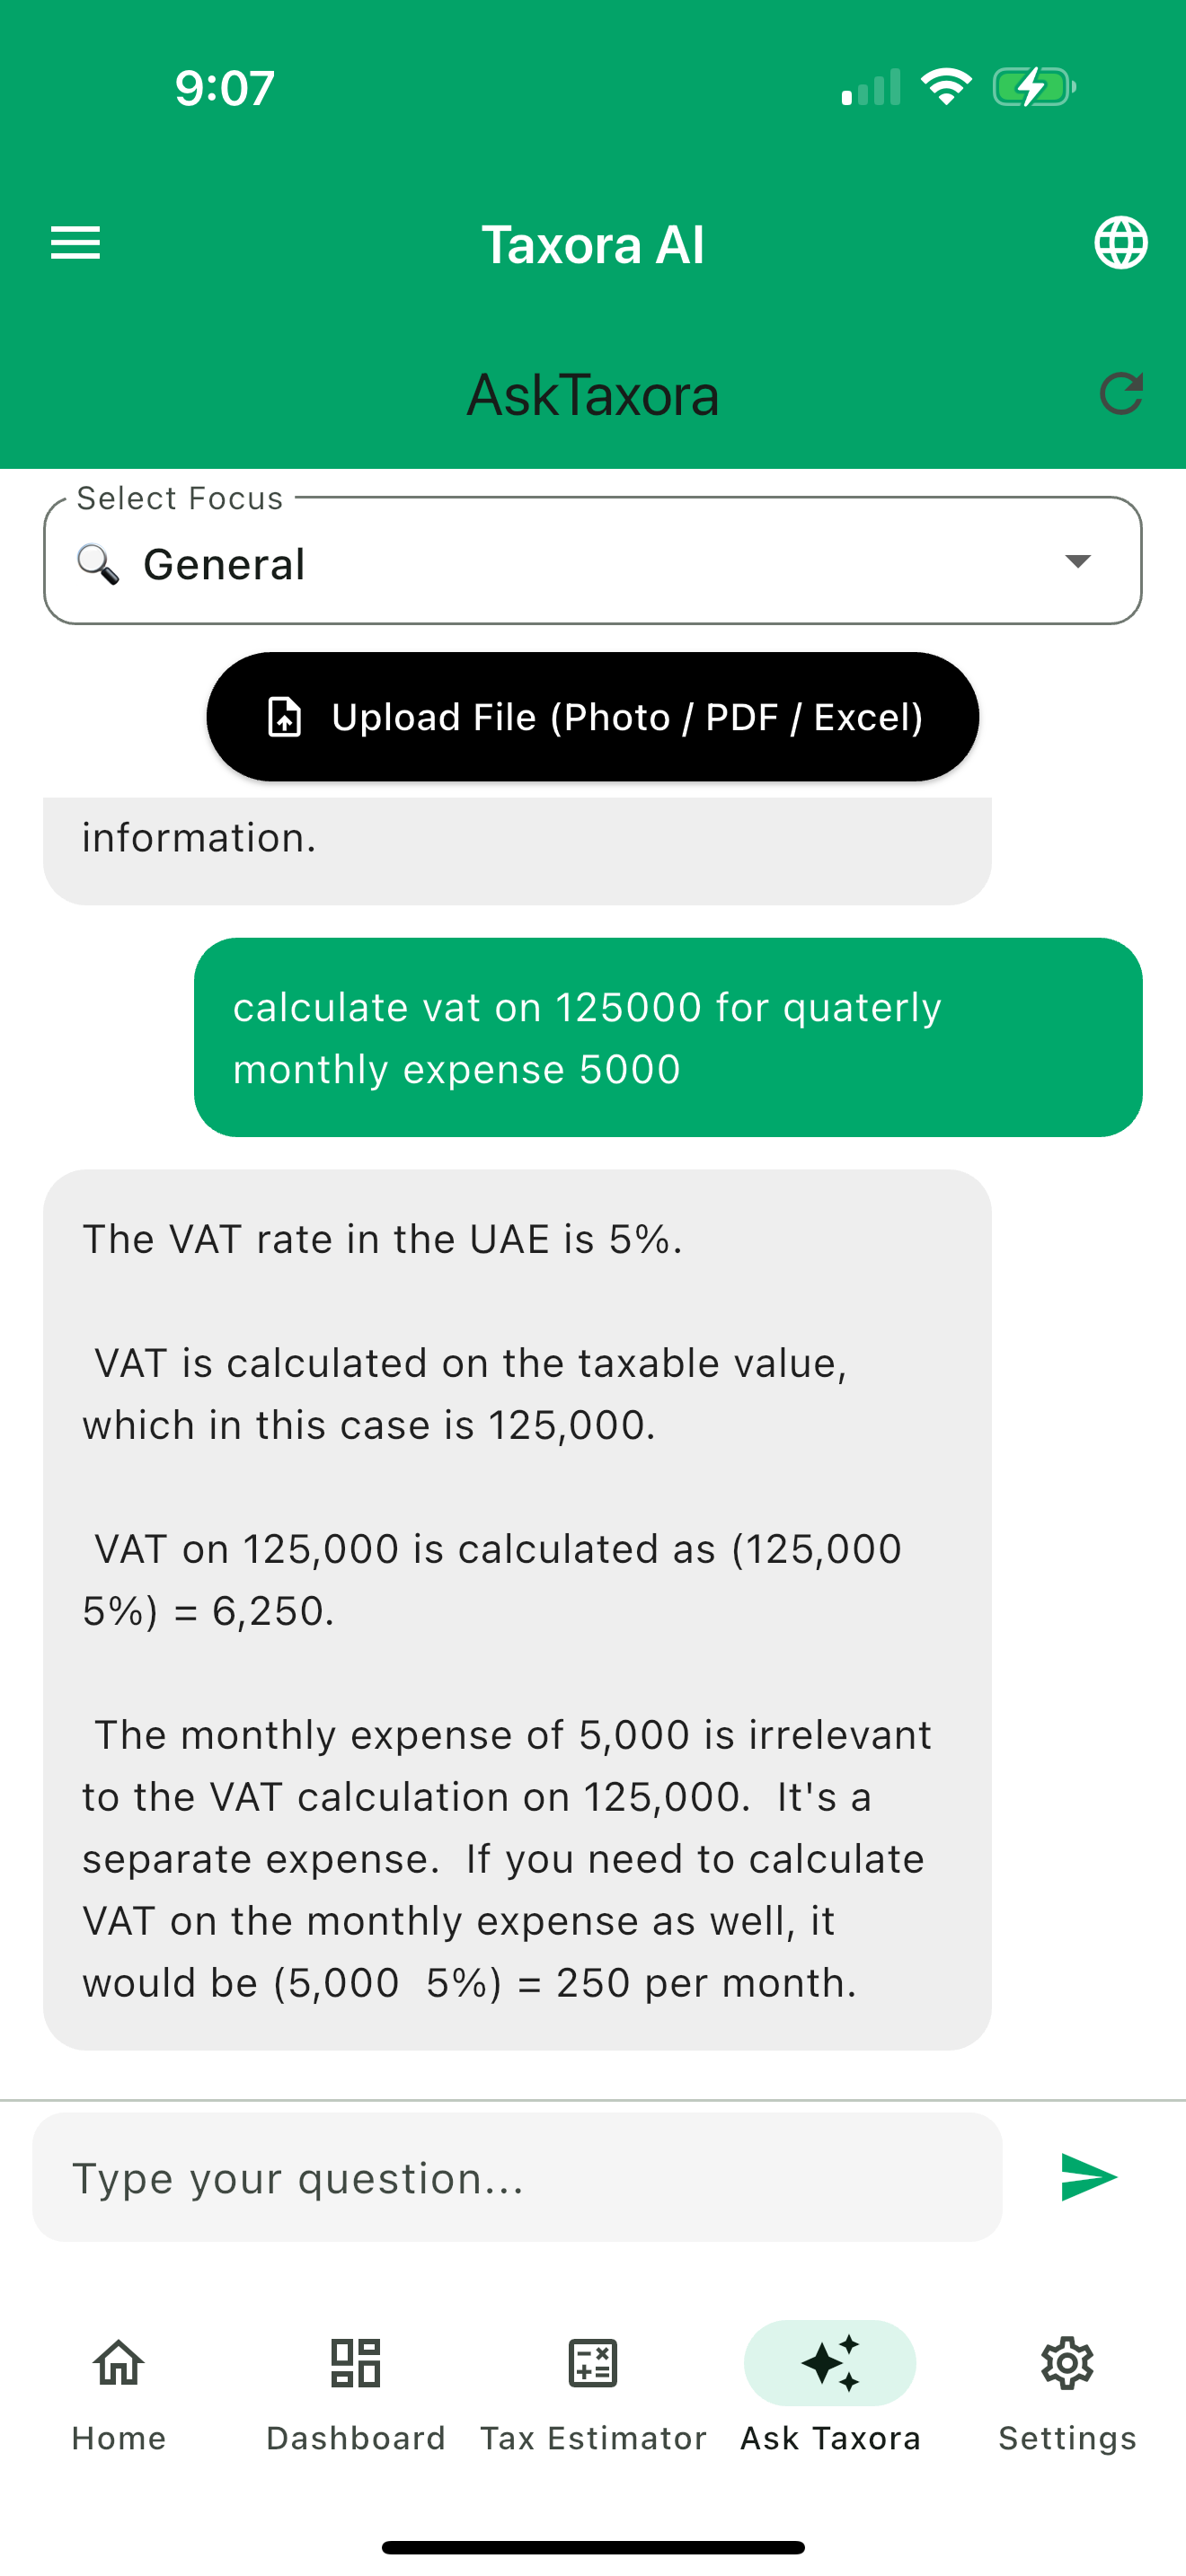 9:07
Taxora AI
AskTaxora
Select Focus
General
Upload File (Photo / PDF / Excel)
information.
calculate vat on 125000 for quaterly
monthly expense 5000
The VAT rate in the UAE is 5%.
VAT is calculated on the taxable value,
which in this case is 125,000.
VAT on 125,000 is calculated as (125,000
5%) = 6,250.
The monthly expense of 5,000 is irrelevant
to the VAT calculation on 125,000.  It's a
separate expense.  If you need to calculate
VAT on the monthly expense as well, it
would be (5,000  5%) = 250 per month.
Type your question...
Home
Dashboard
Tax Estimator
Ask Taxora
Settings